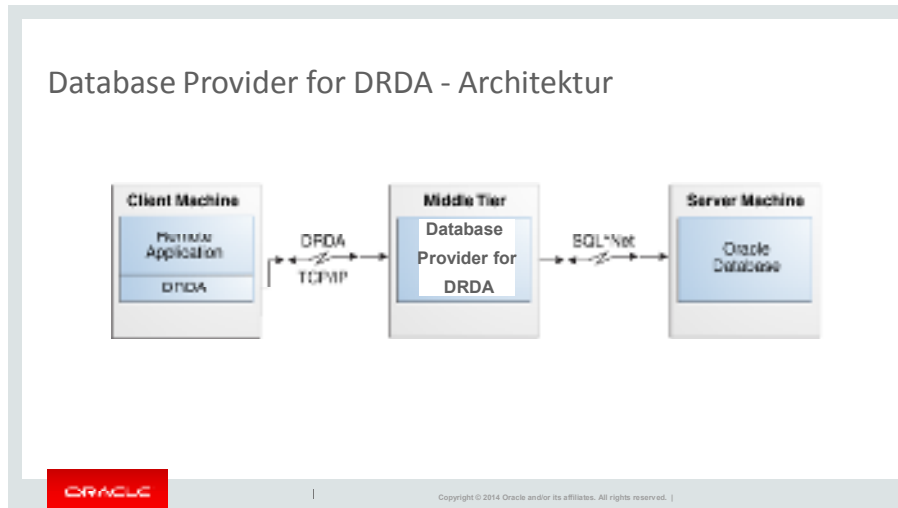 Database Provider for DRDA - Architektur
Client Machine
Remote
Application
DRDA
DRDA
TCP/IP
Middle Tier
Database
Provider for
DRDA
SQL*Net
Server Machine
Oracle
Database
ORACLE
|
Copyright © 2014 Oracle and/or its affiliates. All rights reserved. |